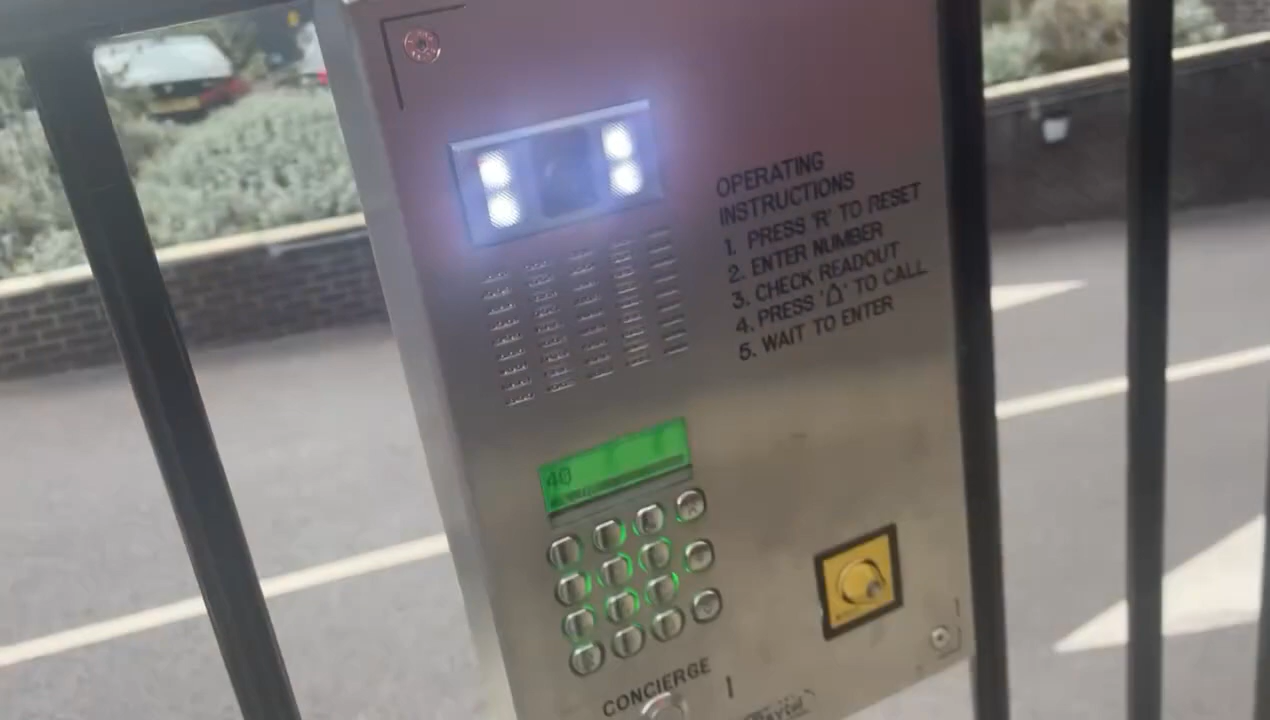 OPERATING
INSTRUCTIONS
1. PRESS 'R' TO RESET
2. ENTER NUMBER
3. CHECK READOUT
4. PRESS '🔔' TO CALL
5. WAIT TO ENTER
40
CONCIERGE